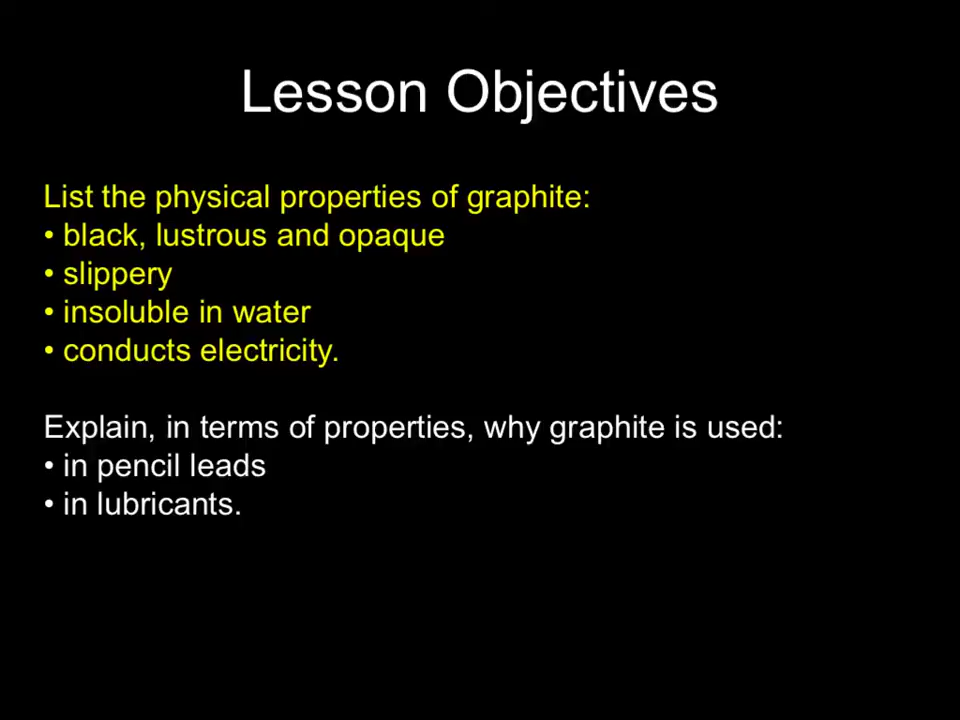 Lesson Objectives
List the physical properties of graphite:
• black, lustrous and opaque
• slippery
• insoluble in water
• conducts electricity.
Explain, in terms of properties, why graphite is used:
• in pencil leads
• in lubricants.